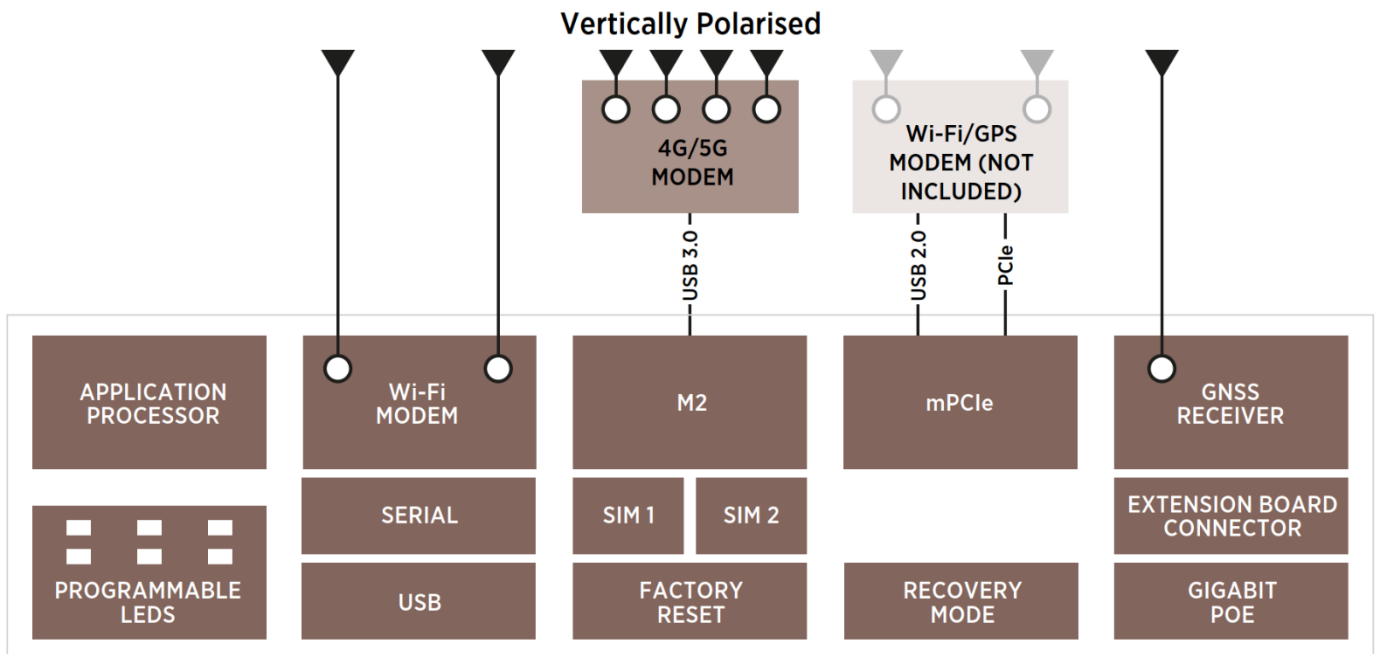 Vertically Polarised
4G/5G
MODEM
Wi-Fi/GPS
MODEM (NOT
INCLUDED)
USB 3.0
USB 2.0
PCIe
APPLICATION
PROCESSOR
Wi-Fi
MODEM
M2
mPCIe
GNSS
RECEIVER
SERIAL
SIM 1
SIM 2
EXTENSION BOARD
CONNECTOR
PROGRAMMABLE
LEDS
USB
FACTORY
RESET
RECOVERY
MODE
GIGABIT
POE